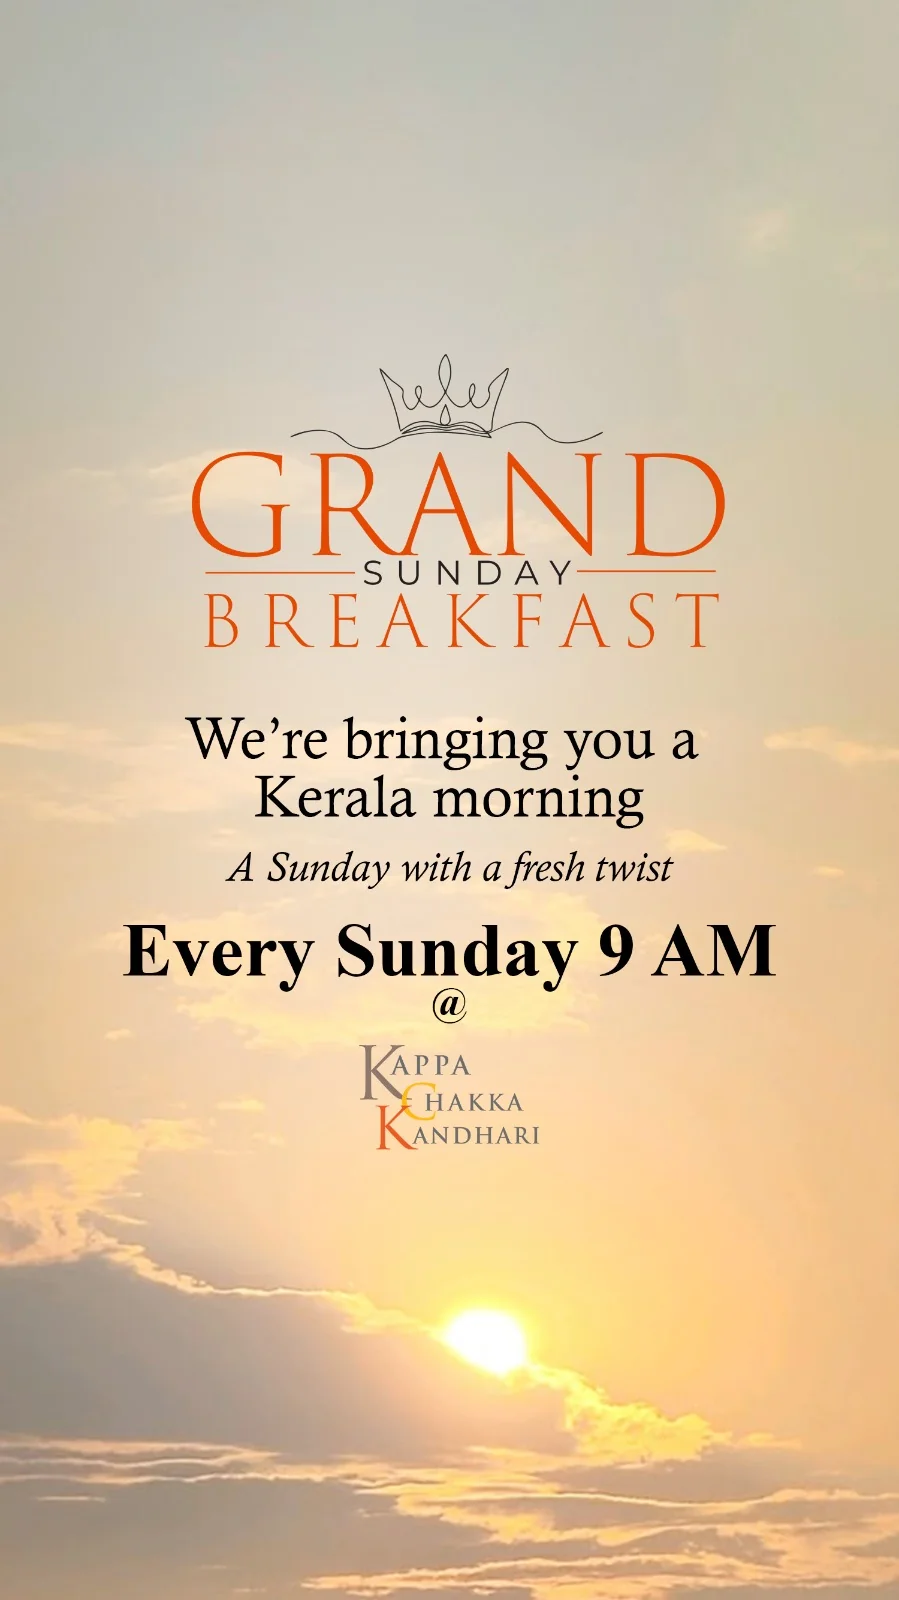 GRAND
SUNDAY
BREAKFAST
We're bringing you a
Kerala morning
A Sunday with a fresh twist
Every Sunday 9 AM
@
KAPPA
CHAKKA
KANDHARI